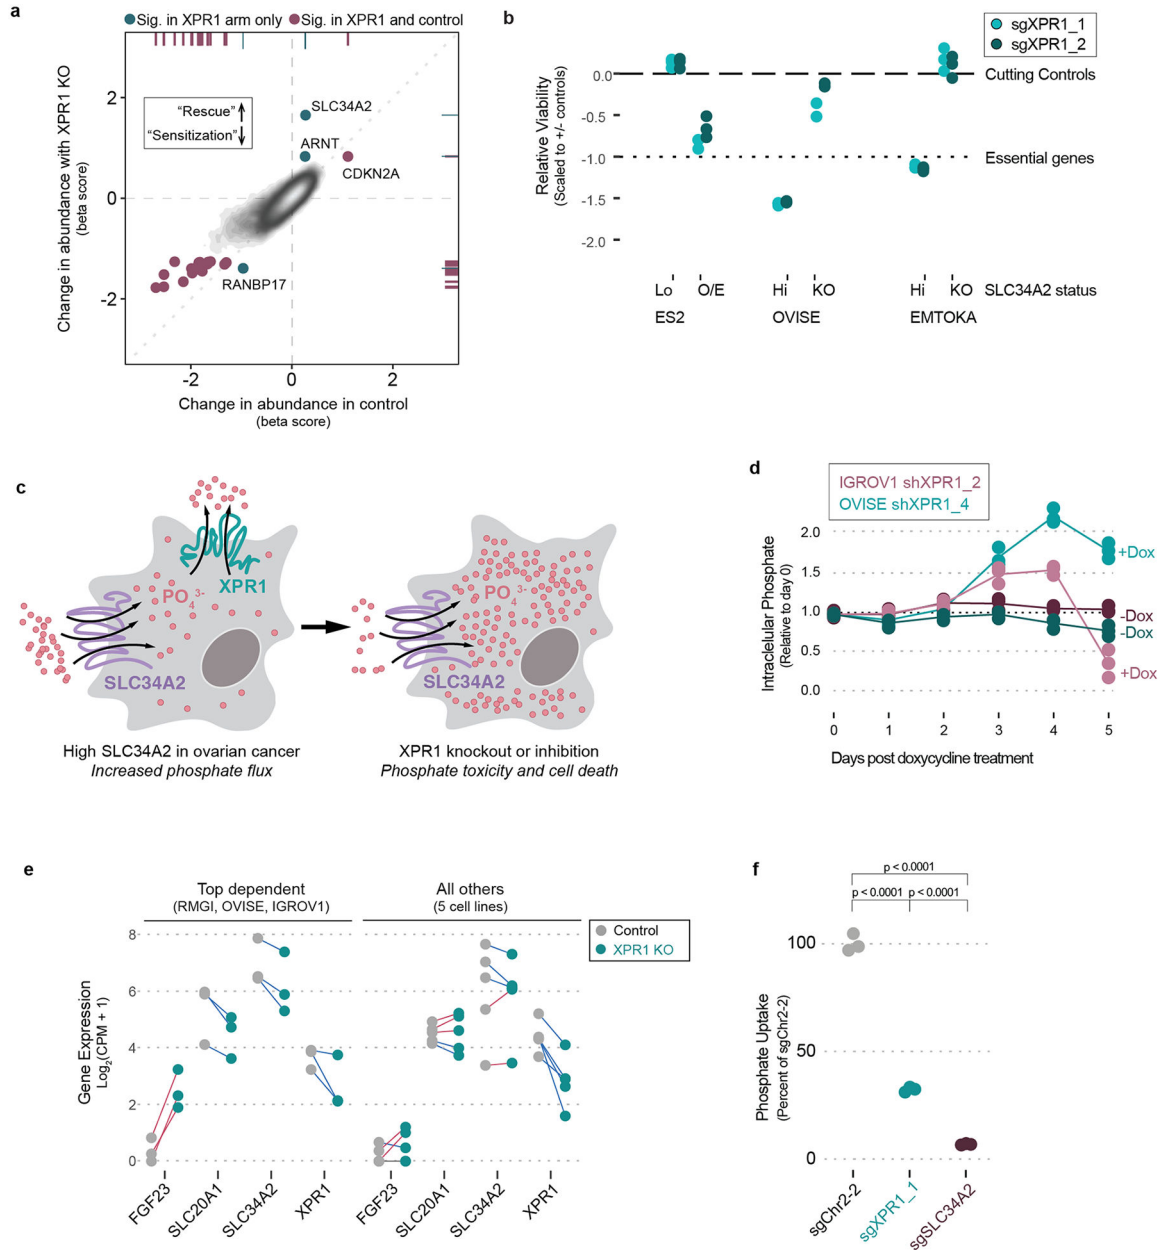 a
Sig. in XPR1 arm only
Sig. in XPR1 and control
Change in abundance with XPR1 KO
(beta score)
2
0
-2
"Rescue"
"Sensitization"
SLC34A2
ARNT
CDKN2A
RANBP17
-2
0
2
Change in abundance in control
(beta score)
b
sgXPR1_1
sgXPR1_2
Relative Viability
(Scaled to +/- controls)
0.0
-0.5
-1.0
-1.5
-2.0
Cutting Controls
Essential genes
Lo O/E Hi KO Hi KO SLC34A2 status
ES2 OVISE EMTOKA
c
XPR1
PO4 3-
SLC34A2
High SLC34A2 in ovarian cancer
Increased phosphate flux
PO4 3-
SLC34A2
XPR1 knockout or inhibition
Phosphate toxicity and cell death
d
IGROV1 shXPR1_2
OVISE shXPR1_4
Intraclelular Phosphate
(Relative to day 0)
2.0
1.5
1.0
0.5
0.0
+Dox
-Dox
-Dox
+Dox
0 1 2 3 4 5
Days post doxycycline treatment
e
Top dependent
(RMGI, OVISE, IGROV1)
All others
(5 cell lines)
Control
XPR1 KO
Gene Expression
Log2(CPM + 1)
8
6
4
2
0
FGF23
SLC20A1
SLC34A2
XPR1
FGF23
SLC20A1
SLC34A2
XPR1
f
p < 0.0001
p < 0.0001 p < 0.0001
Phosphate Uptake
(Percent of sgChr2-2)
100
50
0
sgChr2-2
sgXPR1_1
sgSLC34A2